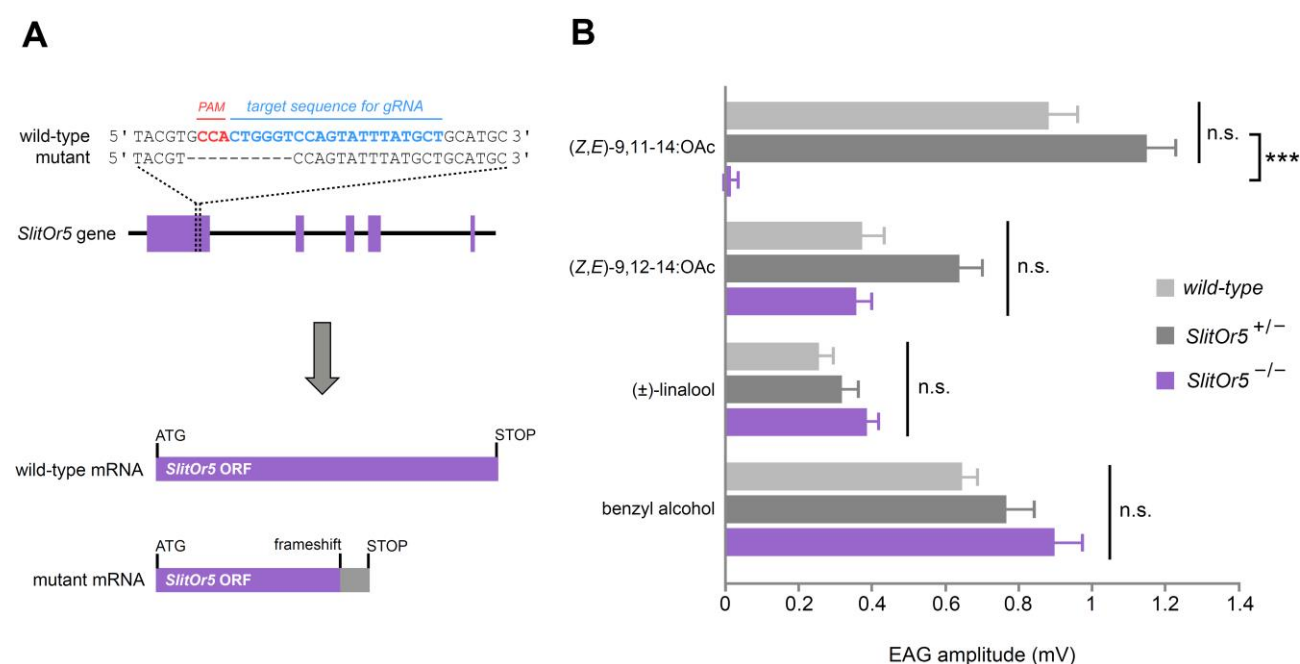 A
PAM target sequence for gRNA
wild-type 5' TACGTGCCACTGGGTCCAGTATTTATGCTGCATGC 3'
mutant 5' TACGT-----------CCAGTATTTATGCTGCATGC 3'
SlitOr5 gene
ATG STOP
wild-type mRNA SlitOr5 ORF
ATG frameshift STOP
mutant mRNA SlitOr5 ORF
B
(Z,E)-9,11-14:OAc n.s.
***
(Z,E)-9,12-14:OAc n.s.
(±)-linalool n.s.
benzyl alcohol n.s.
wild-type
SlitOr5 +/−
SlitOr5 −/−
0 0.2 0.4 0.6 0.8 1 1.2 1.4
EAG amplitude (mV)